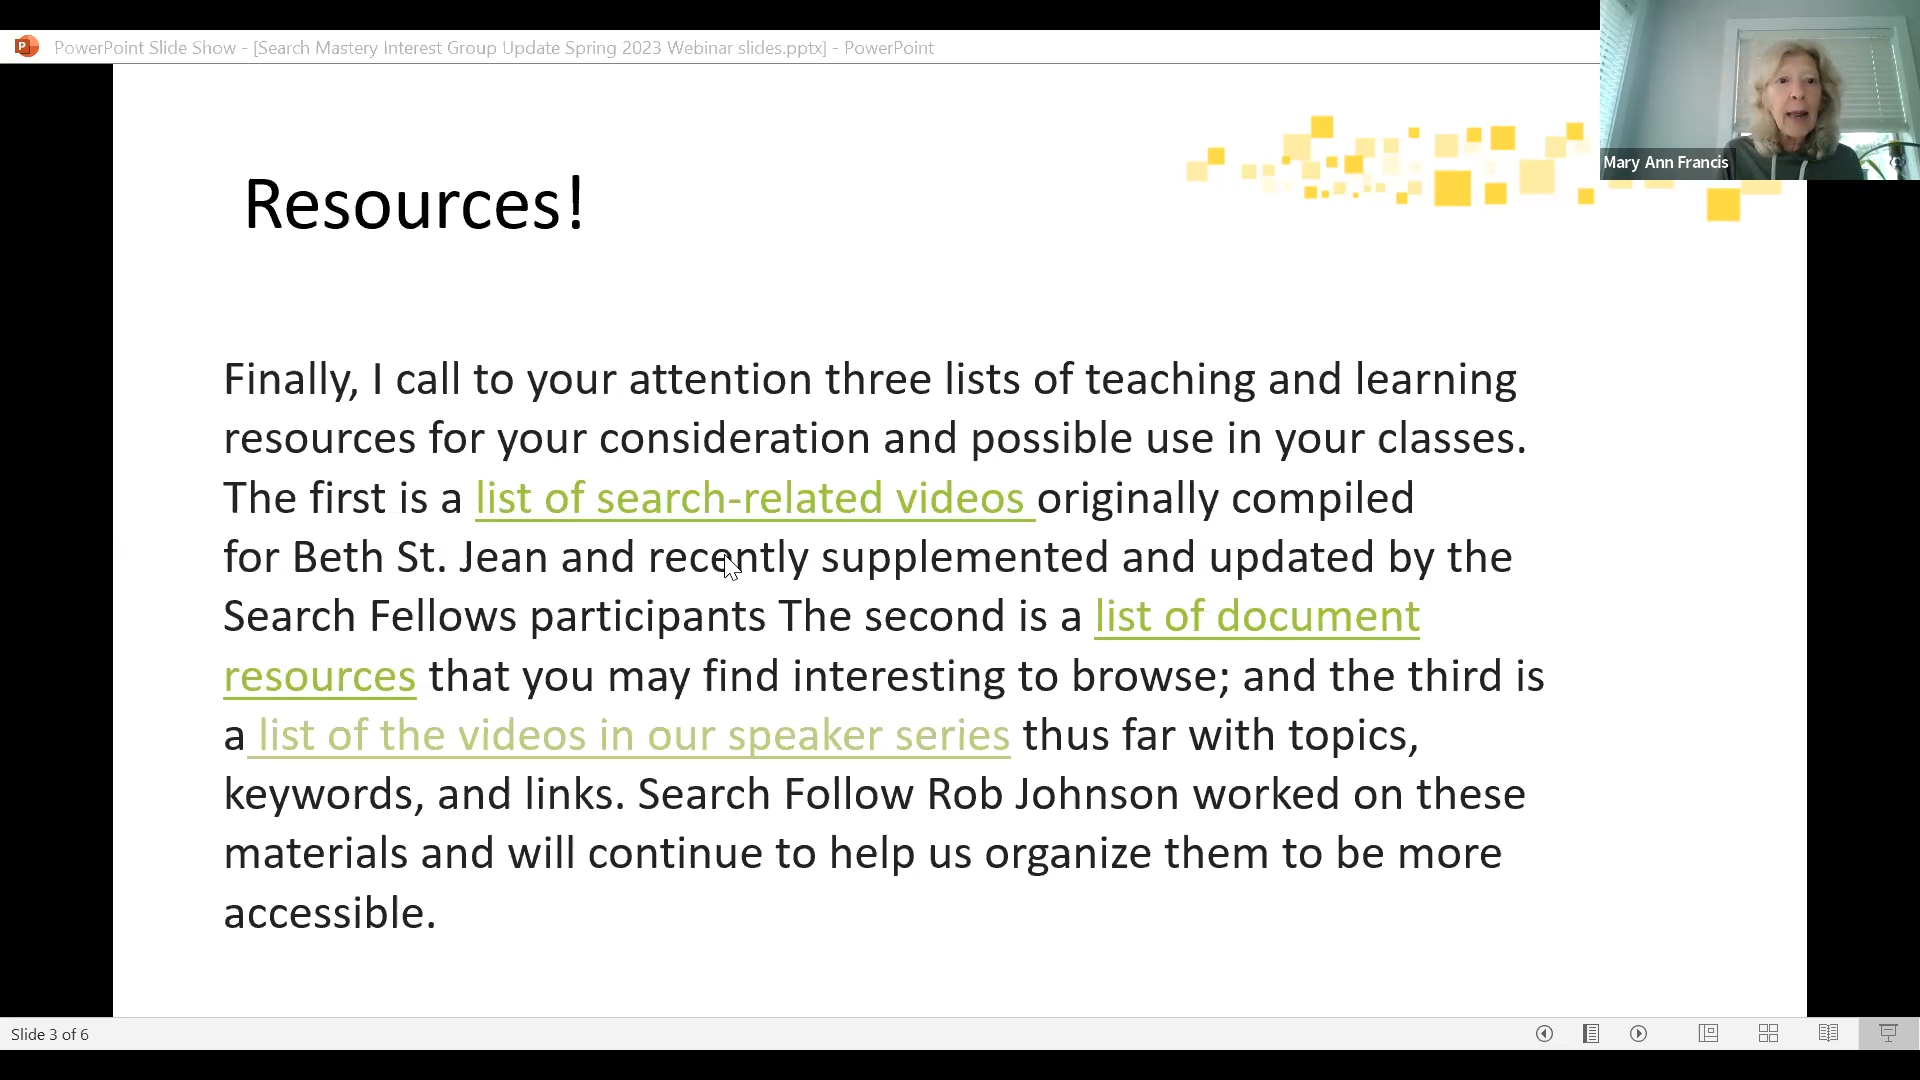 PowerPoint Slide Show - [Search Mastery Interest Group Update Spring 2023 Webinar slides.pptx] - PowerPoint
Mary Ann Francis
Resources!
Finally, I call to your attention three lists of teaching and learning
resources for your consideration and possible use in your classes.
The first is a list of search-related videos originally compiled
for Beth St. Jean and recently supplemented and updated by the
Search Fellows participants The second is a list of document
resources that you may find interesting to browse; and the third is
a list of the videos in our speaker series thus far with topics,
keywords, and links. Search Follow Rob Johnson worked on these
materials and will continue to help us organize them to be more
accessible.
Slide 3 of 6